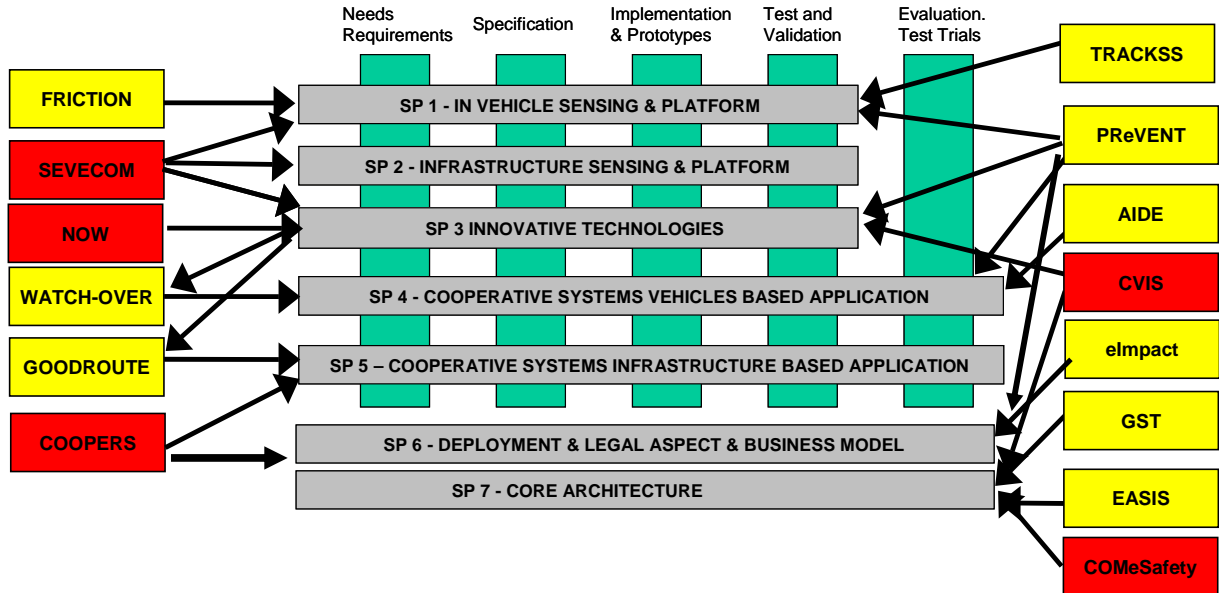 Needs
Requirements
Specification
Implementation
& Prototypes
Test and
Validation
Evaluation.
Test Trials
FRICTION
SEVECOM
NOW
WATCH-OVER
GOODROUTE
COOPERS
SP 1 - IN VEHICLE SENSING & PLATFORM
SP 2 - INFRASTRUCTURE SENSING & PLATFORM
SP 3 INNOVATIVE TECHNOLOGIES
SP 4 - COOPERATIVE SYSTEMS VEHICLES BASED APPLICATION
SP 5 – COOPERATIVE SYSTEMS INFRASTRUCTURE BASED APPLICATION
SP 6 - DEPLOYMENT & LEGAL ASPECT & BUSINESS MODEL
SP 7 - CORE ARCHITECTURE
TRACKSS
PReVENT
AIDE
CVIS
eImpact
GST
EASIS
COMeSafety